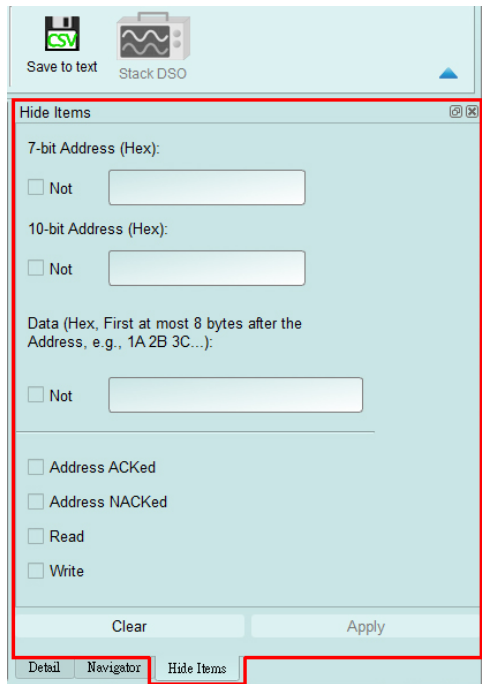 CSV
Save to text
Stack DSO
Hide Items
7-bit Address (Hex):
Not
10-bit Address (Hex):
Not
Data (Hex, First at most 8 bytes after the
Address, e.g., 1A 2B 3C...):
Not
Address ACKed
Address NACKed
Read
Write
Clear
Apply
Detail
Navigator
Hide Items